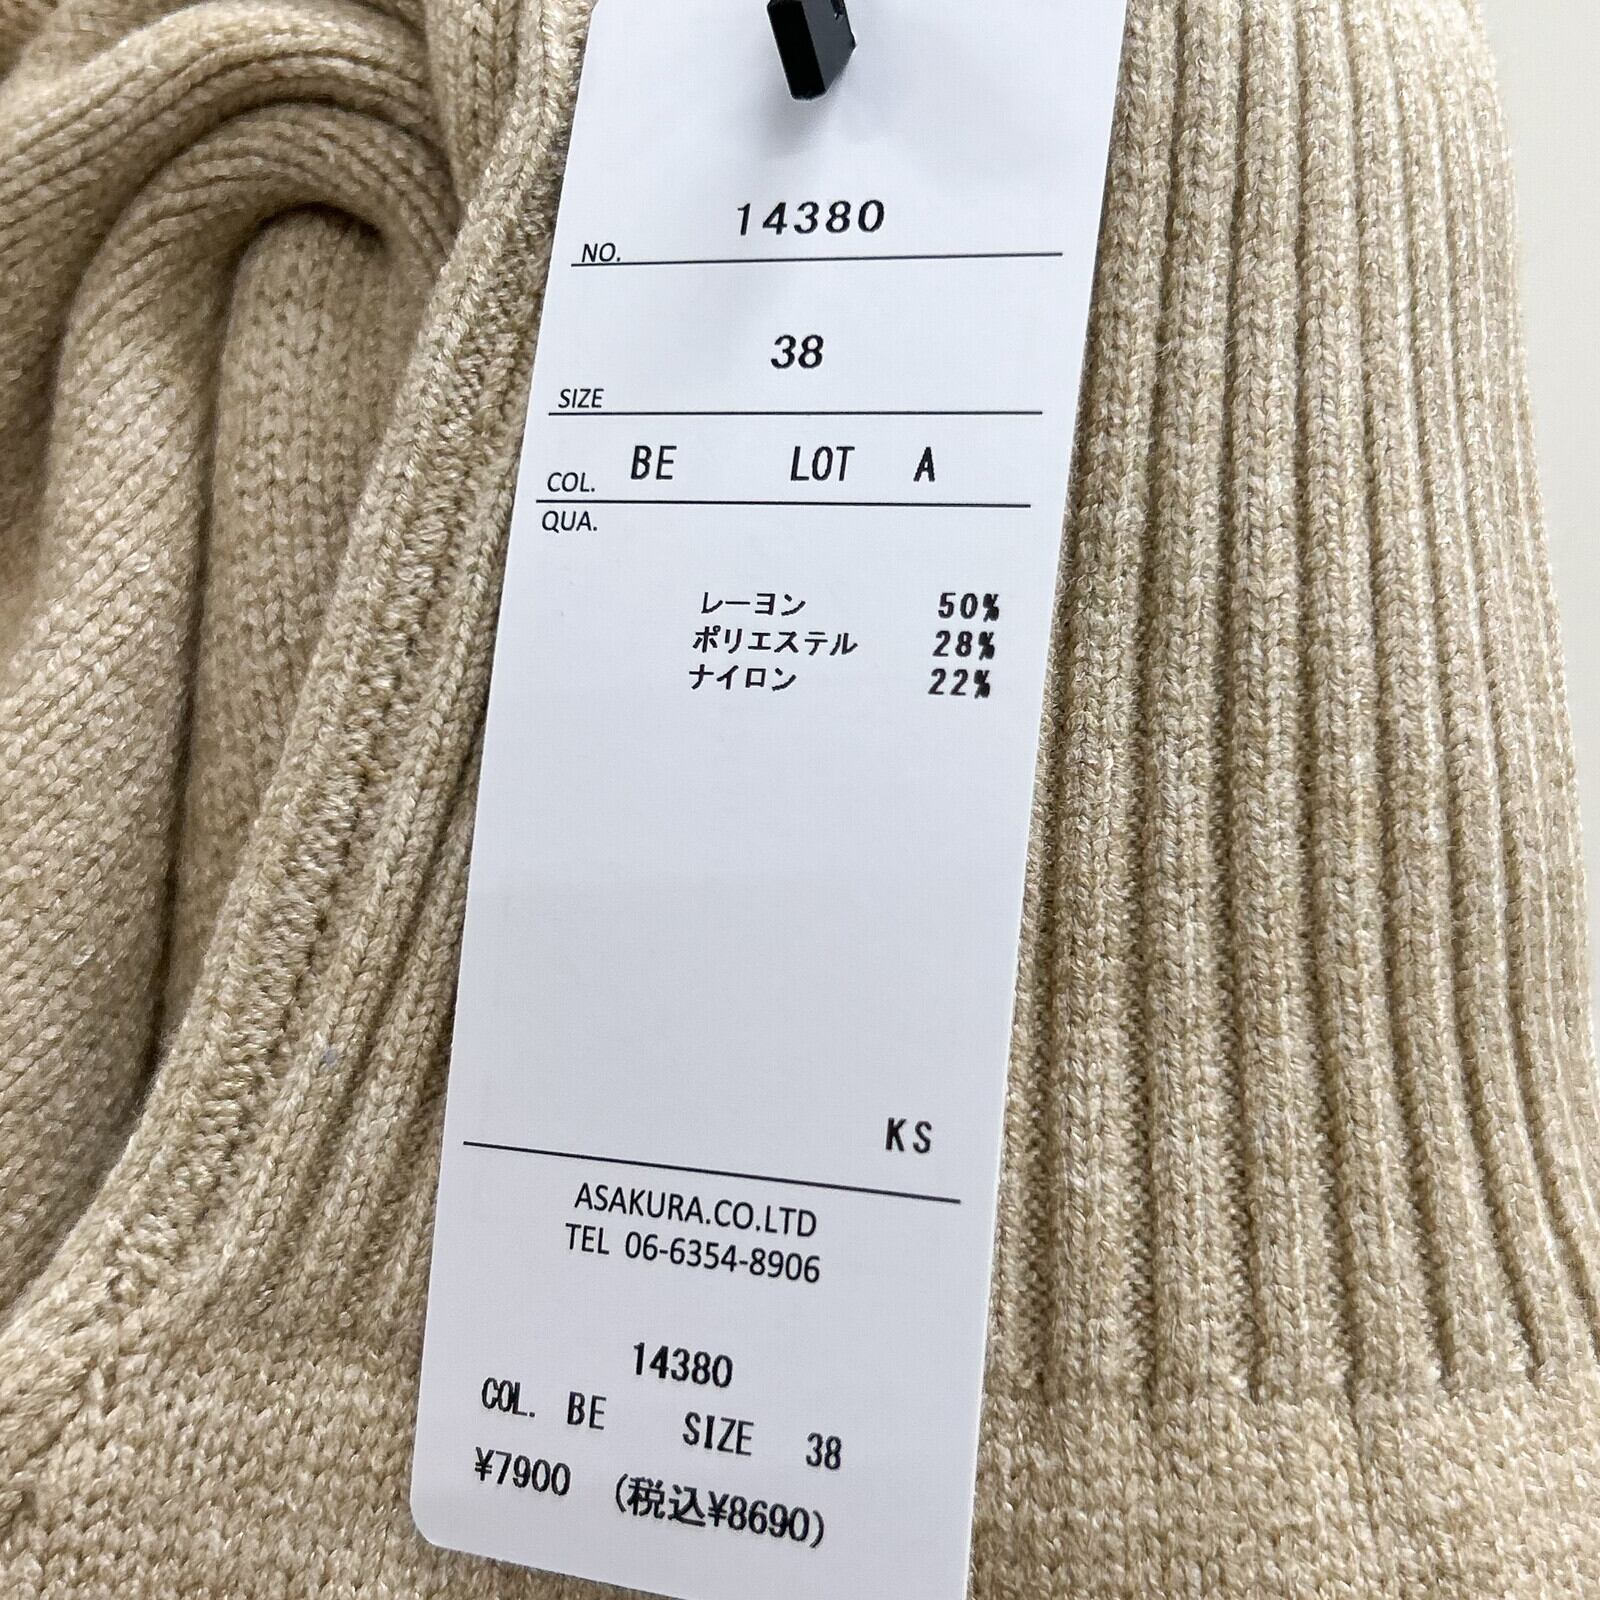 14380
NO.
38
SIZE
COL. BE LOT A
QUA.
レーヨン 50%
ポリエステル 28%
ナイロン 22%
KS
ASAKURA.CO.LTD
TEL 06-6354-8906
14380
COL. BE SIZE 38
¥7900 (税込¥8690)